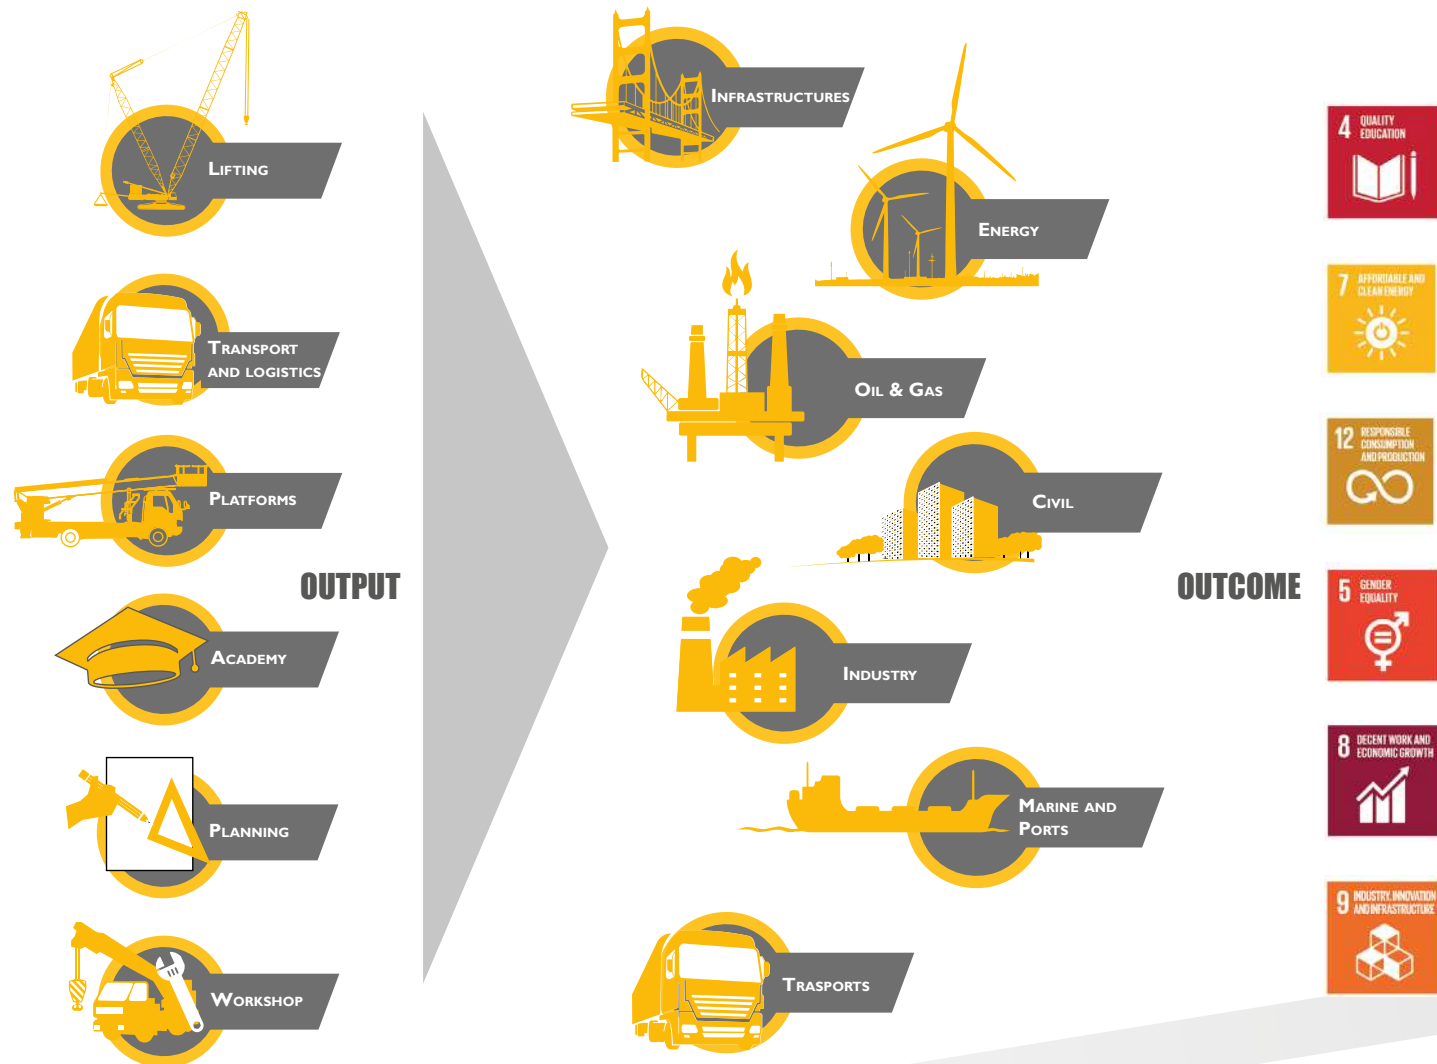 LIFTING
TRANSPORT
AND LOGISTICS
PLATFORMS
OUTPUT
ACADEMY
PLANNING
WORKSHOP
INFRASTRUCTURES
ENERGY
OIL & GAS
CIVIL
INDUSTRY
MARINE AND
PORTS
TRASPORTS
OUTCOME
4 QUALITY
EDUCATION
7 AFFORDABLE AND
CLEAN ENERGY
12 RESPONSIBLE
CONSUMPTION
AND PRODUCTION
5 GENDER
EQUALITY
8 DECENT WORK AND
ECONOMIC GROWTH
9 INDUSTRY, INNOVATION
AND INFRASTRUCTURE